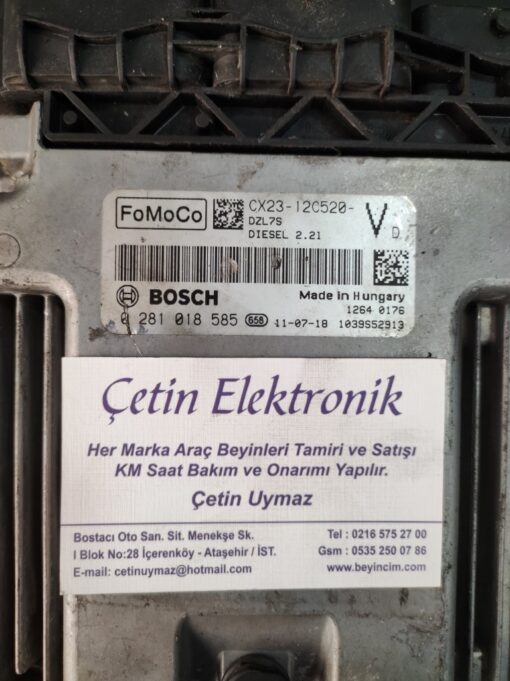 FoMoCo
CX23-12C520-
DZL7S
DIESEL 2.2l
V D
BOSCH
Made in Hungary
1264 0176
0 281 018 585 658 11-07-18 1039S52913
Çetin Elektronik
Her Marka Araç Beyinleri Tamiri ve Satışı
KM Saat Bakım ve Onarımı Yapılır.
Çetin Uymaz
Bostacı Oto San. Sit. Menekşe Sk.
I Blok No:28 İçerenköy - Ataşehir / İST.
E-mail: cetinuymaz@hotmail.com
Tel : 0216 575 27 00
Gsm : 0535 250 07 86
www.beyincim.com